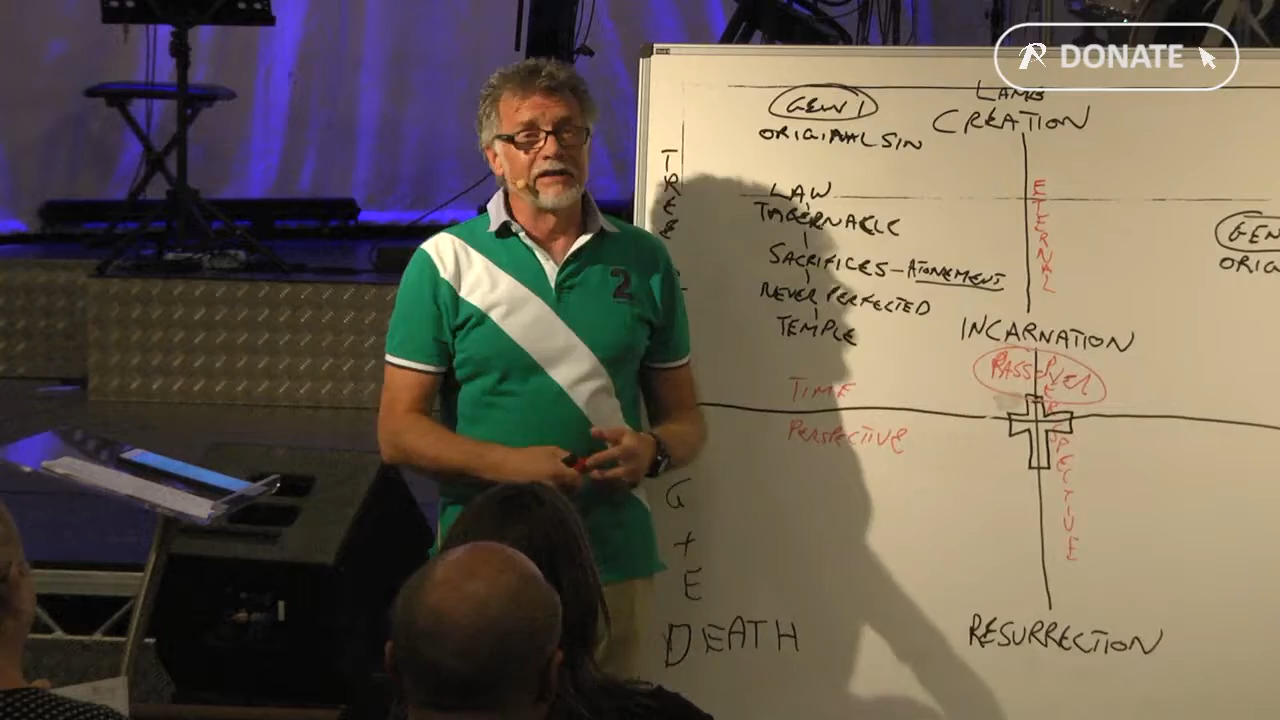 DONATE
LAMB
CREATION
GEN 1
ORIGINAL SIN
LAW
TABERNACLE
SACRIFICES - ATONEMENT
NEVER PERFECTED
TEMPLE
ETERNAL
PERSPECTIVE
INCARNATION
PASSOVER
TIME
PERSPECTIVE
GEN
ORIG
2
G + E
DEATH
RESURRECTION